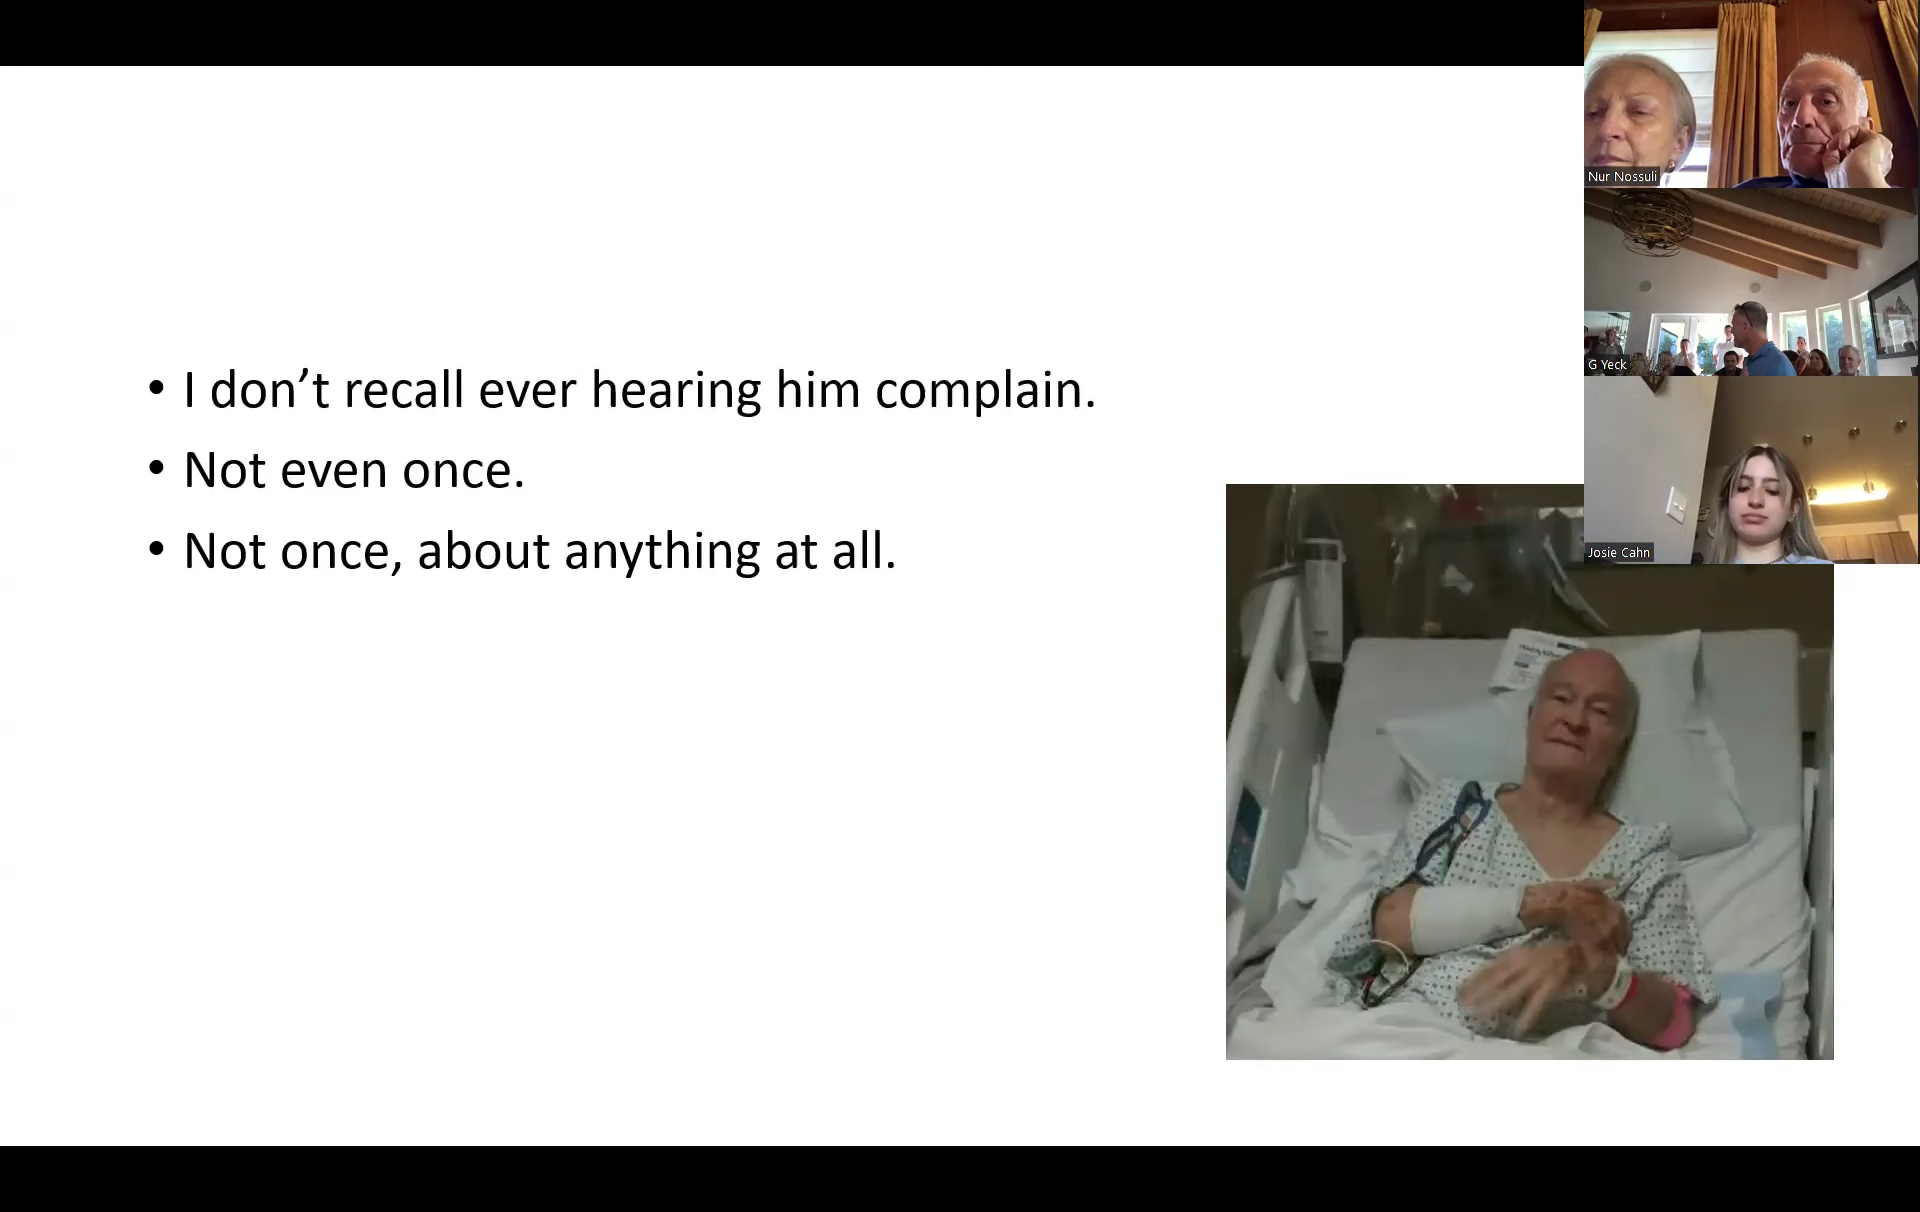 • I don’t recall ever hearing him complain.
• Not even once.
• Not once, about anything at all.
Nur Nossuli
G Yeck
Josie Cahn